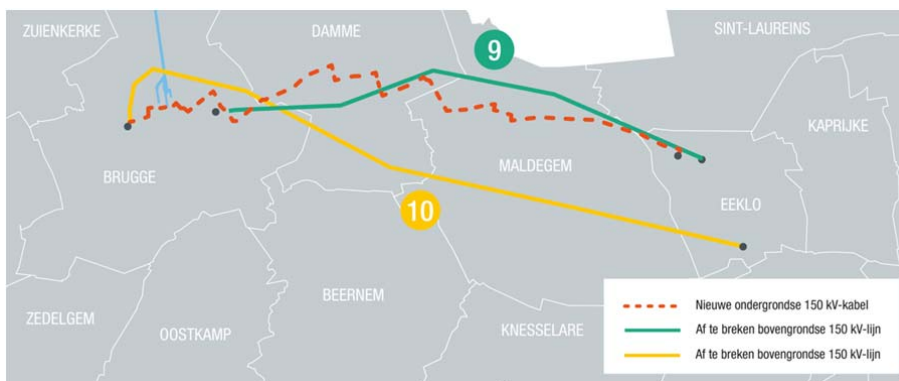 ZUIENKERKE
DAMME
SINT-LAUREINS
9
KAPRIJKE
BRUGGE
MALDEGEM
EEKLO
10
BEERNEM
ZEDELGEM
OOSTKAMP
KNESSELARE
Nieuwe ondergrondse 150 kV-kabel
Af te breken bovengrondse 150 kV-lijn
Af te breken bovengrondse 150 kV-lijn